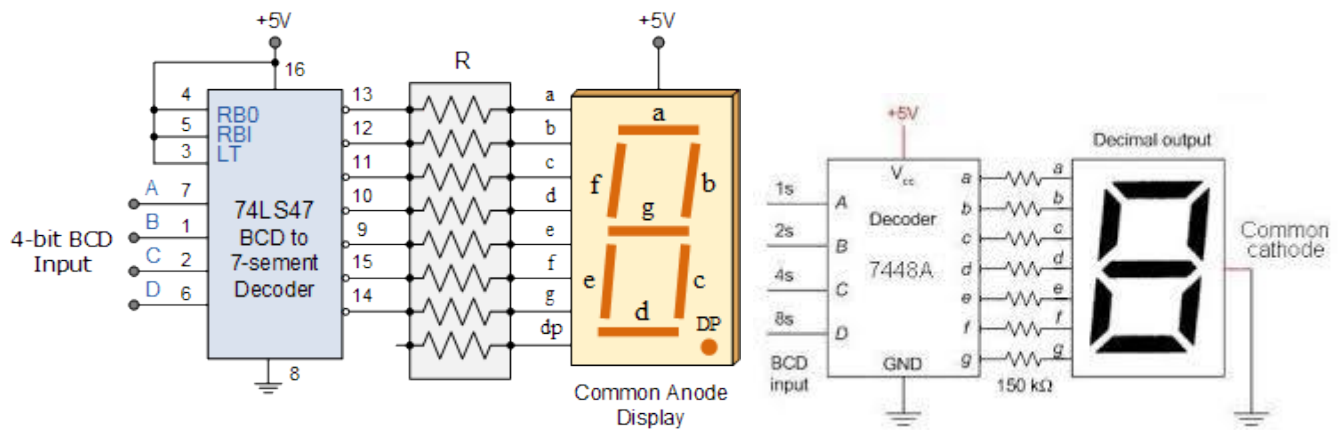 +5V
16
R
4
RB0
5
RBI
3
LT
13
12
11
10
9
15
14
A
7
B
1
C
2
D
6
4-bit BCD
Input
74LS47
BCD to
7-sement
Decoder
8
a
b
c
d
e
f
g
dp
+5V
a
f
b
g
e
c
d
DP
Common Anode
Display
+5V
Vcc
Decoder
7448A
GND
1s
2s
4s
8s
A
B
C
D
BCD
input
a
b
c
d
e
f
g
150 kΩ
a
b
c
d
e
f
g
Decimal output
Common
cathode